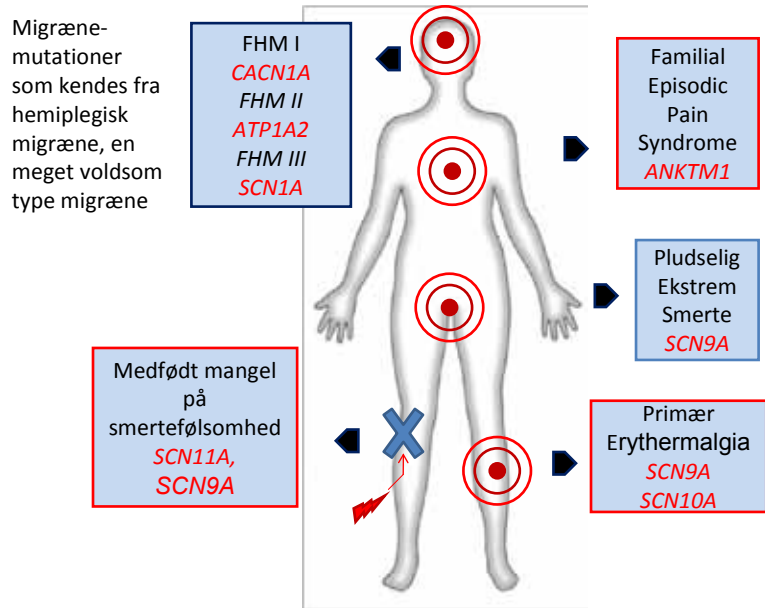 Migræne-
mutationer
som kendes fra
hemiplegisk
migræne, en
meget voldsom
type migræne
FHM I
CACN1A
FHM II
ATP1A2
FHM III
SCN1A
Familial
Episodic
Pain
Syndrome
ANKTM1
Pludselig
Ekstrem
Smerte
SCN9A
Medfødt mangel
på
smertefølsomhed
SCN11A,
SCN9A
Primær
Erythermalgia
SCN9A
SCN10A